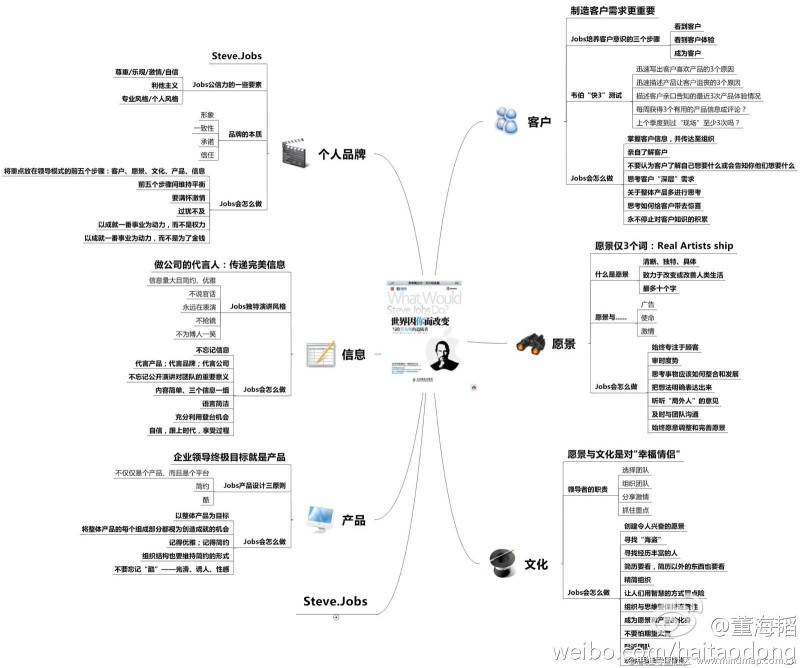 Steve.Jobs
尊重/乐观/激情/自信
利他主义
专业风格/个人风格
Jobs公信力的一些要素
形象
一致性
承诺
信任
品牌的本质
将重点放在领导模式的前五个步骤：客户、愿景、文化、产品、信息
前五个步骤间维持平衡
要满怀激情
过犹不及
以成就一番事业为动力，而不是权力
以成就一番事业为动力，而不是为了金钱
Jobs会怎么做
个人品牌
做公司的代言人：传递完美信息
信息量大且简约、优雅
不说官话
永远在表演
不抢镜
不为博人一笑
Jobs独特演讲风格
不忘记信息
代言产品；代言品牌；代言公司
不忘记公开演讲对团队的重要意义
内容简单、三个信息一组
语言简洁
充分利用登台机会
自信，跟上时代，享受过程
Jobs会怎么做
信息
企业领导终极目标就是产品
不仅仅是个产品，而且是个平台
简约
酷
Jobs产品设计三原则
以整体产品为目标
将整体产品的每个组成部分都视为创造成就的机会
记得优雅；记得简约
组织结构也要维持简约的形式
不要忘记“酷”——光滑、诱人、性感
Jobs会怎么做
产品
Steve.Jobs
What Would
Steve Jobs Do?
世界因你而改变
制造客户需求更重要
Jobs培养客户意识的三个步骤
看到客户
看到客户体验
成为客户
韦伯“快3”测试
迅速写出客户喜欢产品的3个原因
迅速描述产品让客户沮丧的3个原因
描述客户亲口告知的最近3次产品体验情况
每周获得3个有用的产品信息或评论？
上个季度到过“现场”至少3次吗？
客户
Jobs会怎么做
掌握客户信息，并传达至组织
亲自了解客户
不要认为客户了解自己想要什么或会告知你他们想要什么
思考客户“深层”需求
关于整体产品多进行思考
思考如何给客户带去惊喜
永不停止对客户知识的积累
愿景仅3个词：Real Artists ship
什么是愿景
清晰、独特、具体
致力于改变或改善人类生活
最多十个字
愿景与......
广告
使命
激情
愿景
Jobs会怎么做
始终专注于顾客
审时度势
思考事物应该如何整合和发展
把想法明确表达出来
听听“局外人”的意见
及时与团队沟通
始终愿意调整和完善愿景
愿景与文化是对"幸福情侣"
领导者的职责
选择团队
组织团队
分享激情
抓住重点
文化
Jobs会怎么做
创建令人兴奋的愿景
寻找“海盗”
寻找经历丰富的人
简历要看，简历以外的东西也要看
精简组织
让人们用智慧的方式冒点险
组织与思维要保持连贯性
成为愿景和产品的化身
不要怕期望太高
@董海韬
weibo.com/haitaodong
www.mindmap.com.cn